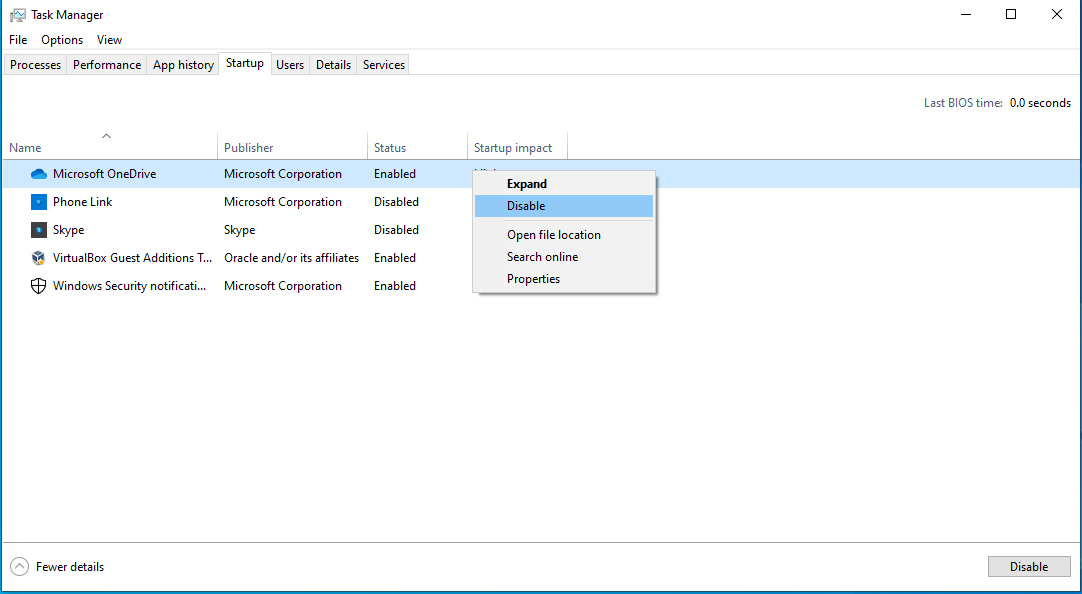 Task Manager
File Options View
Processes Performance App history Startup Users Details Services
Last BIOS time: 0.0 seconds
Name Publisher Status Startup impact
Microsoft OneDrive Microsoft Corporation Enabled
Expand
Phone Link Microsoft Corporation Disabled
Disable
Skype Skype Disabled
Open file location
VirtualBox Guest Additions T... Oracle and/or its affiliates Enabled
Search online
Windows Security notificati... Microsoft Corporation Enabled
Properties
Fewer details Disable